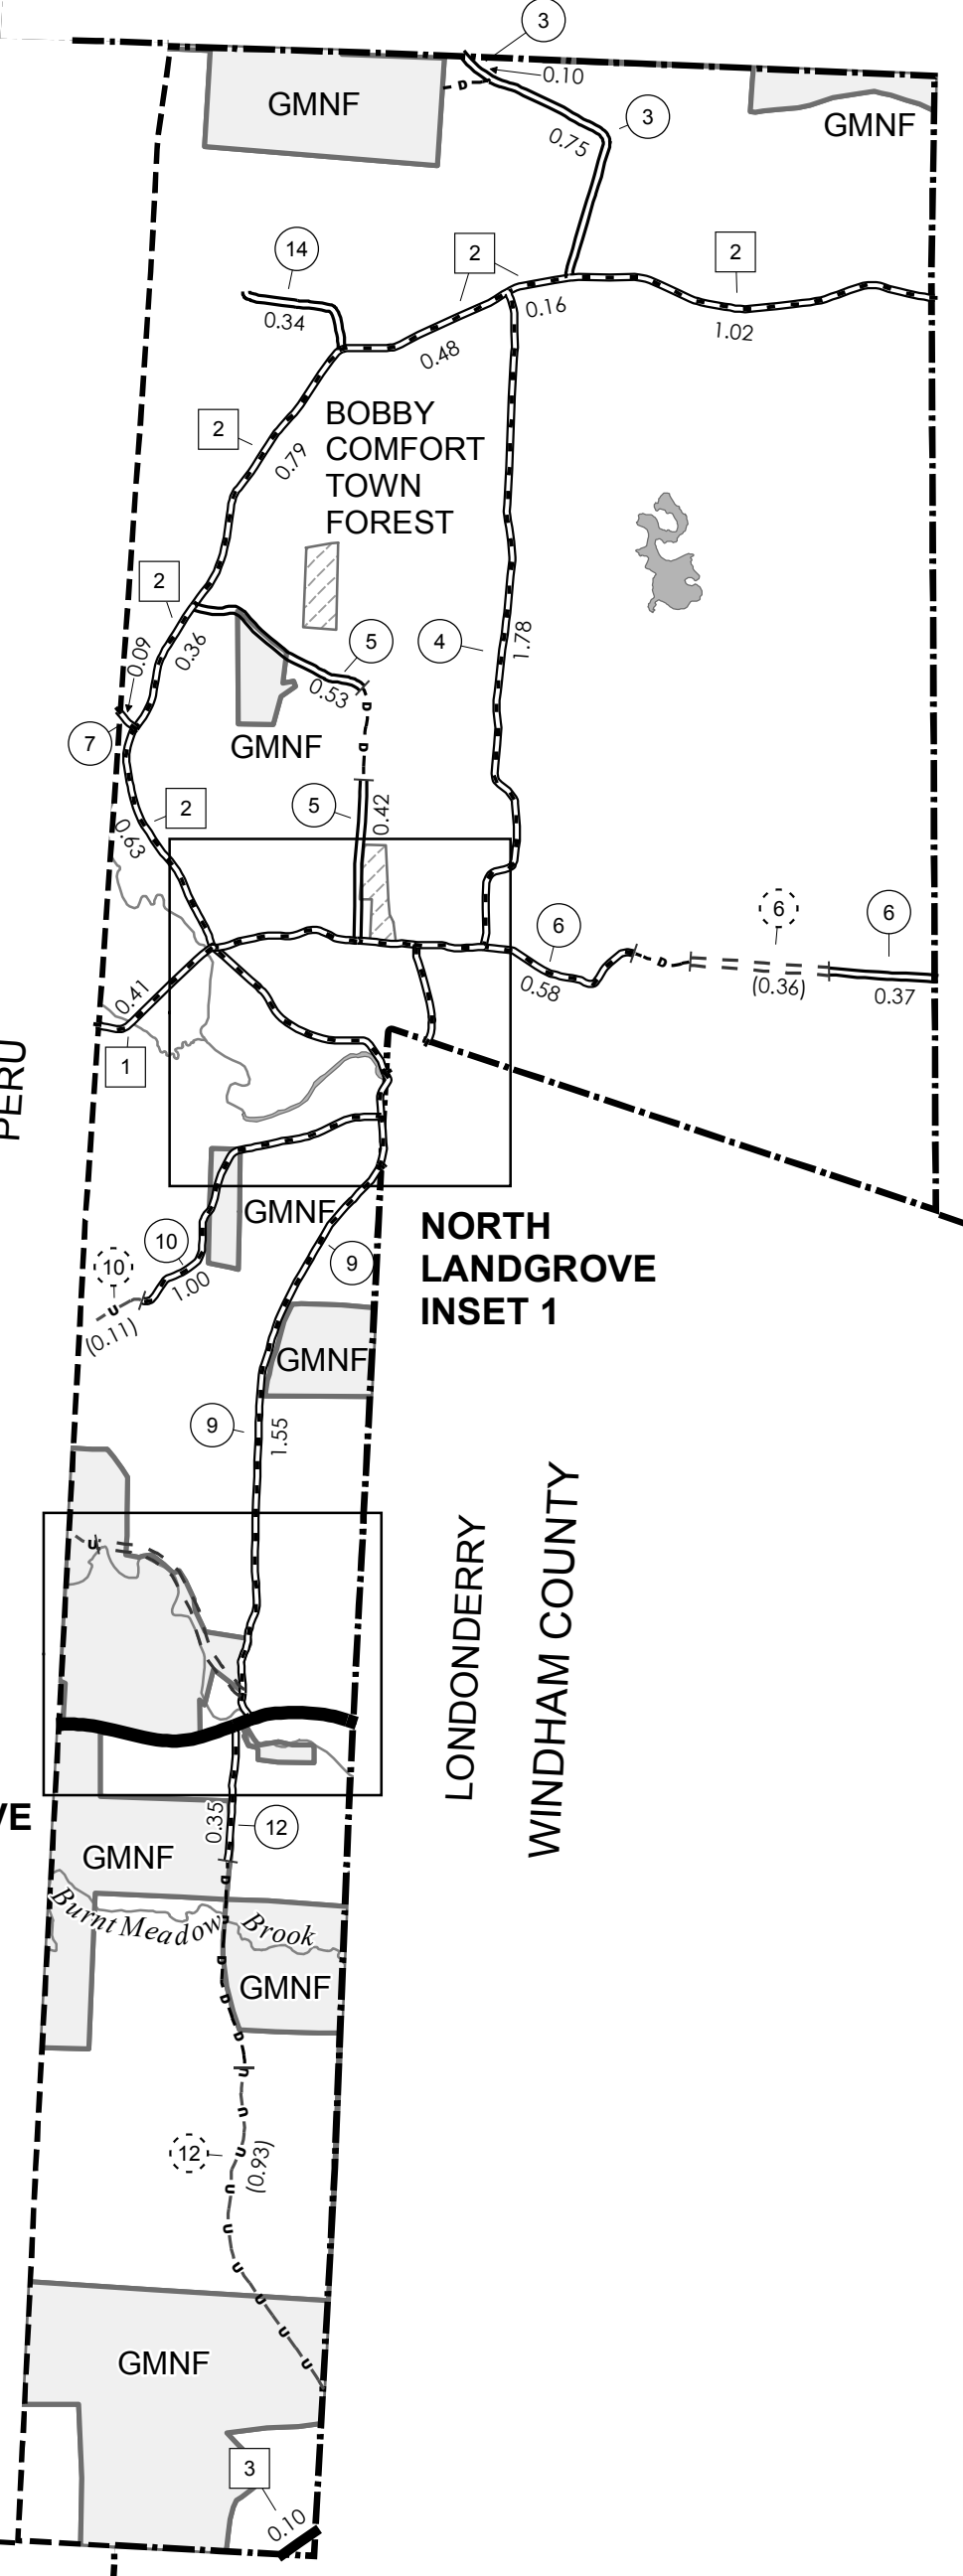 3
0.10
GMNF
D
3
GMNF
0.75
14
2
2
0.34
0.16
1.02
0.48
2
BOBBY
COMFORT
TOWN
FOREST
0.79
2
0.09
0.36
5
4
1.78
0.53
7
GMNF
D
D
2
5
0.42
0.63
6
6
6
D
0.58
(0.36)
0.37
0.41
1
PERU
GMNF
NORTH
LANDGROVE
INSET 1
10
9
10
1.00
U
(0.11)
GMNF
9
1.55
U
LONDONDERRY
WINDHAM COUNTY
VE
0.35
12
GMNF
D
Burnt Meadow Brook
D
D
GMNF
D
D
U
U
12
U
(0.93)
U
U
U
U
U
U
GMNF
3
0.10